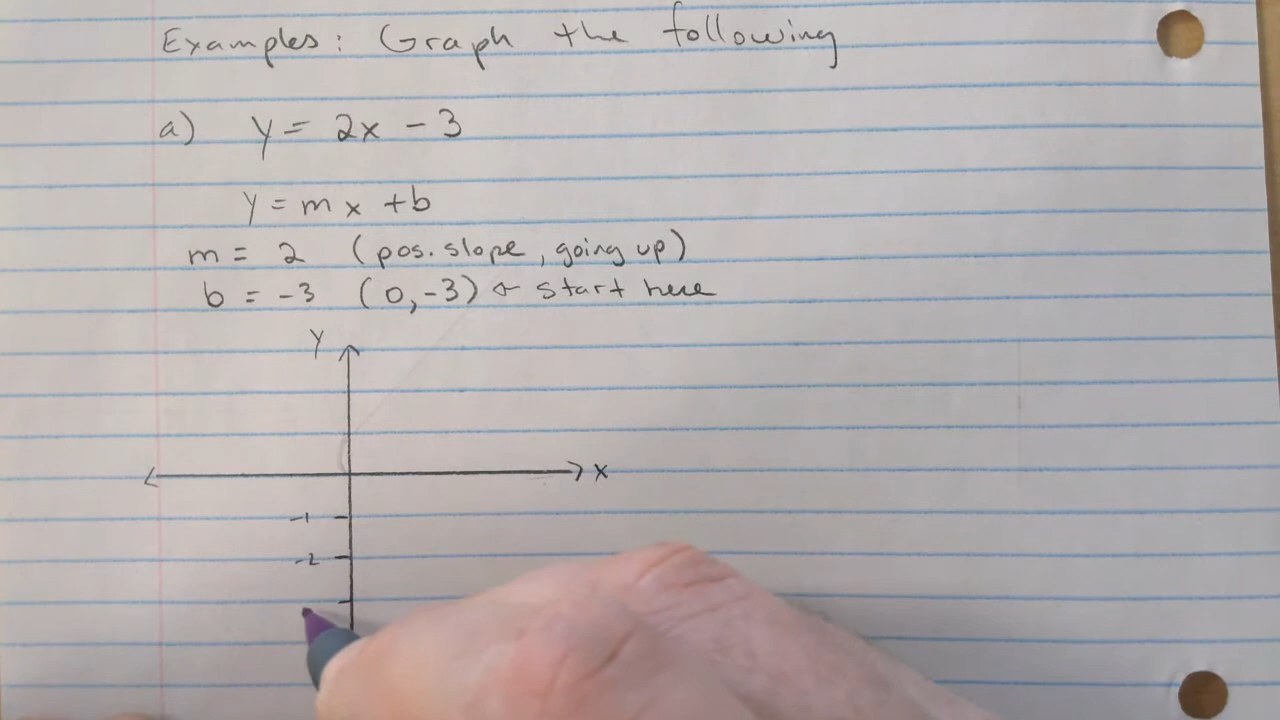 Examples: Graph the following
a) y = 2x - 3
y = mx + b
m = 2 (pos. slope, going up)
b = -3 (0, -3) ← start here
y
x
-1
-2